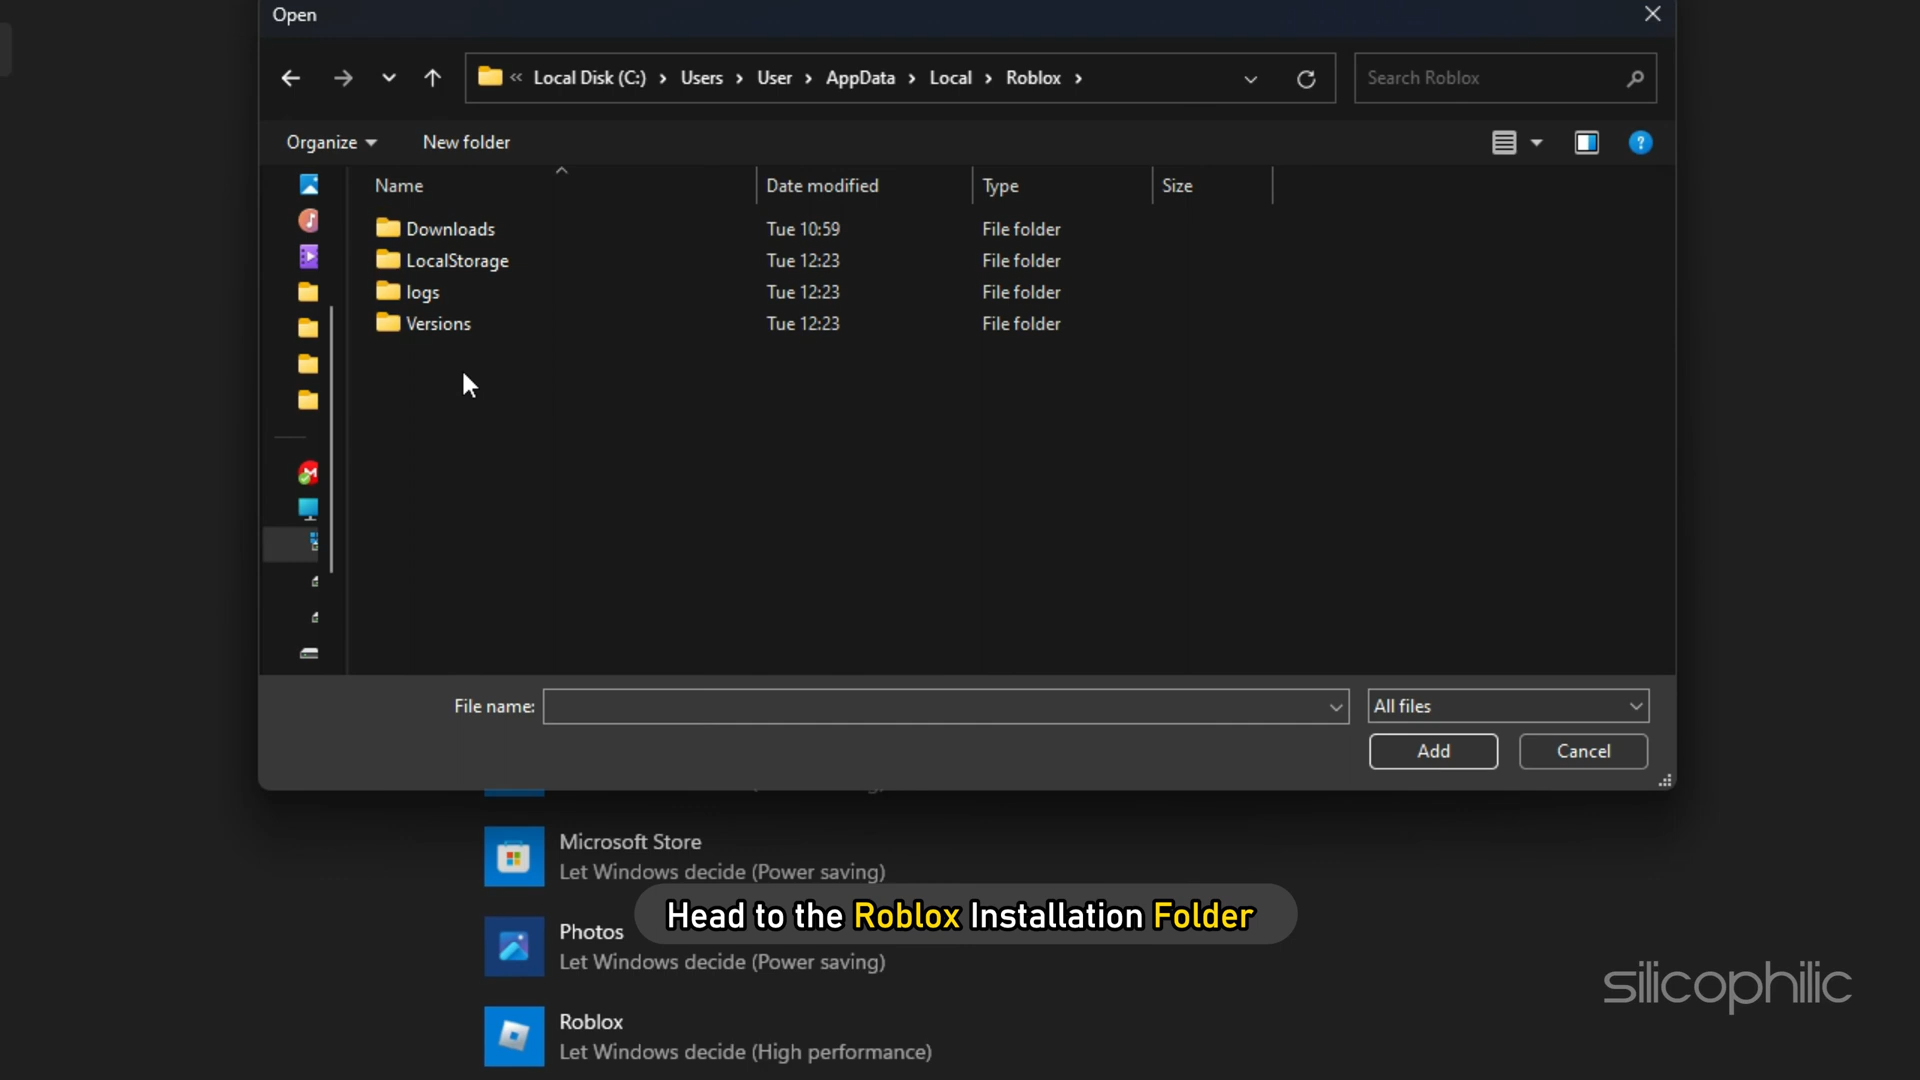 Open
« Local Disk (C:) > Users > User > AppData > Local > Roblox >
Search Roblox
Organize
New folder
?
Name
Date modified
Type
Size
Downloads
Tue 10:59
File folder
LocalStorage
Tue 12:23
File folder
logs
Tue 12:23
File folder
Versions
Tue 12:23
File folder
File name:
All files
Add
Cancel
Microsoft Store
Let Windows decide (Power saving)
Head to the Roblox Installation Folder
Photos
Let Windows decide (Power saving)
silicophilic
Roblox
Let Windows decide (High performance)